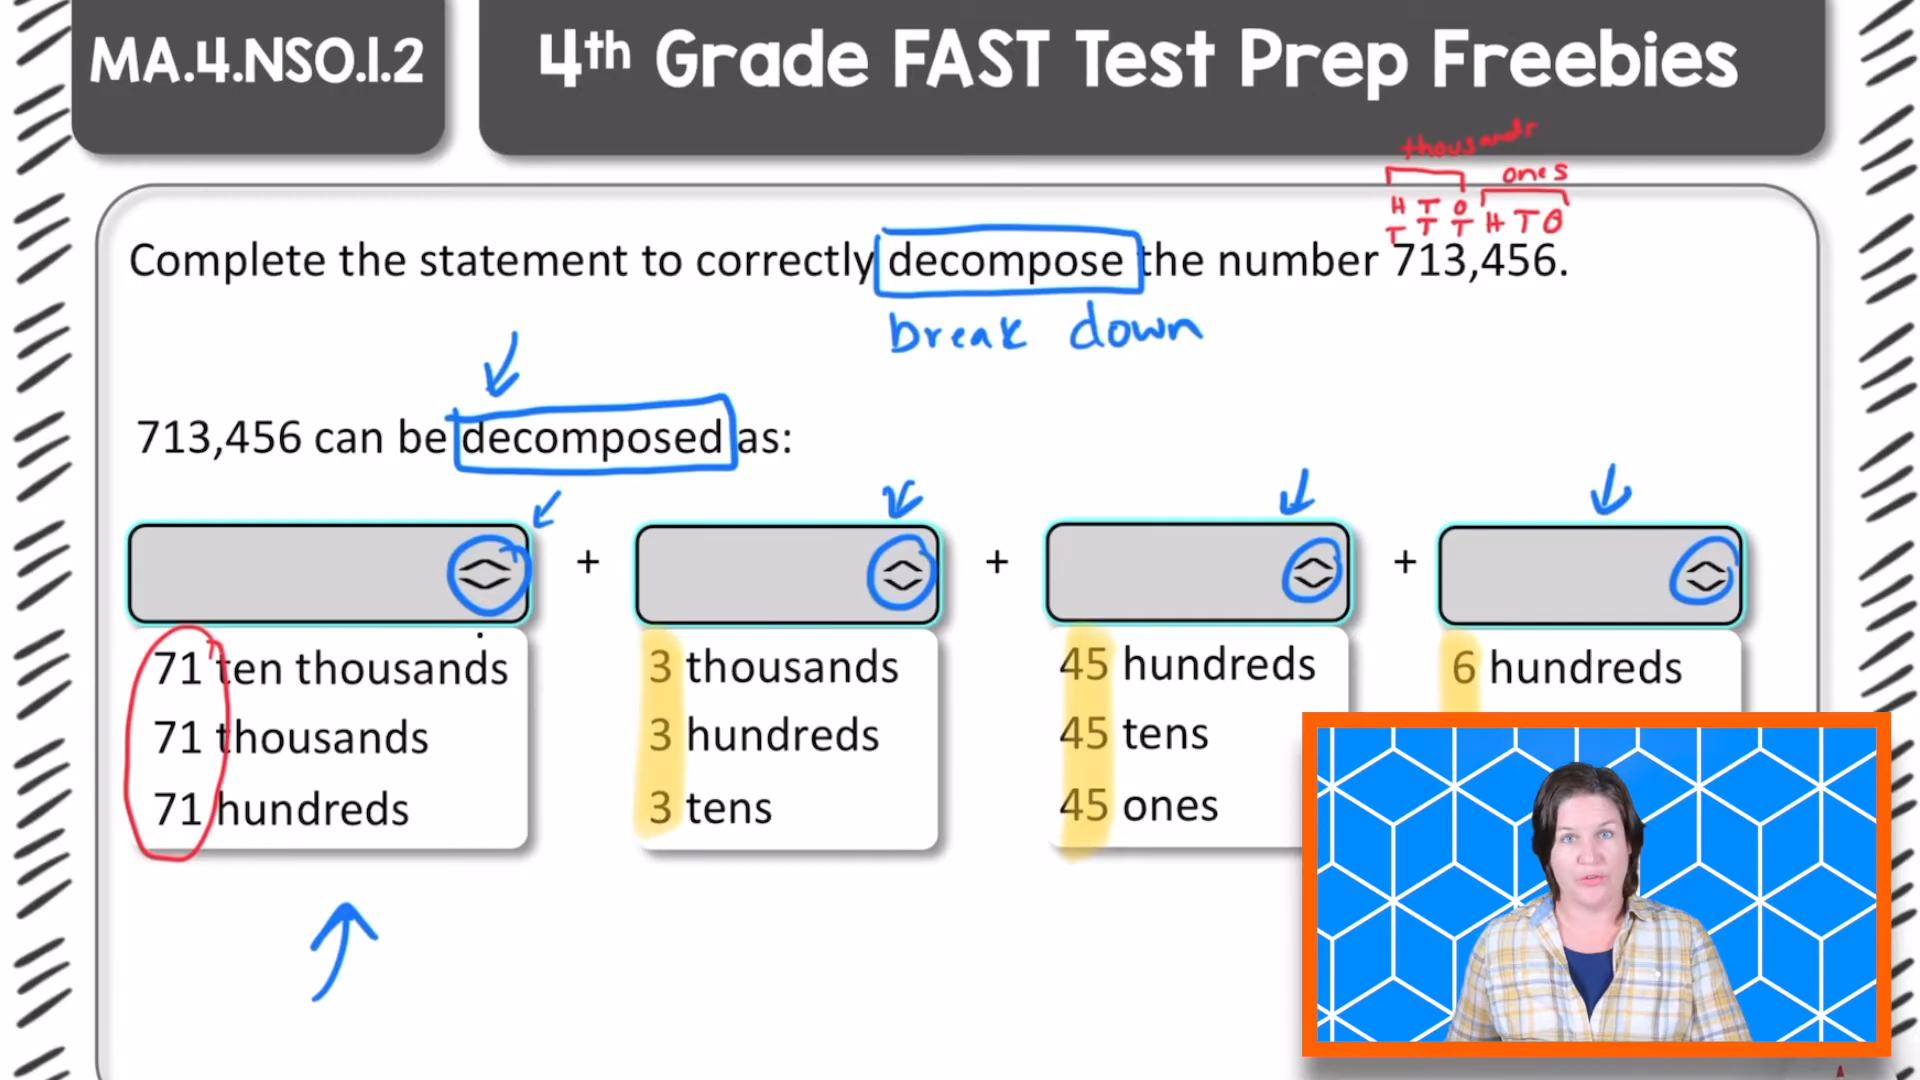 MA.4.NSO.1.2
4th Grade FAST Test Prep Freebies
thousands
ones
H T O H T O
T T T
Complete the statement to correctly decompose the number 713,456.
break down
713,456 can be decomposed as:
+ + +
71 ten thousands 3 thousands 45 hundreds 6 hundreds
71 thousands 3 hundreds 45 tens
71 hundreds 3 tens 45 ones